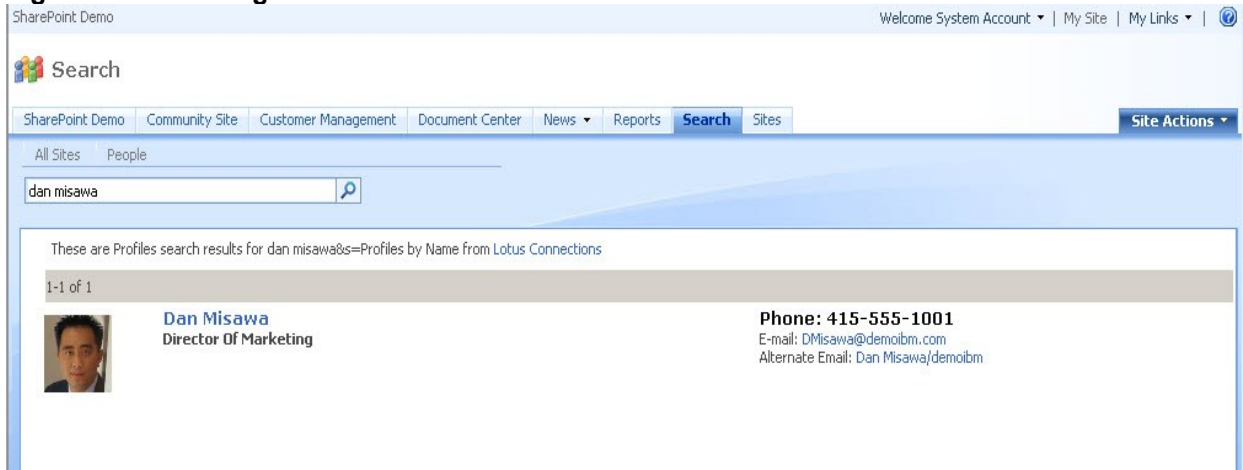 SharePoint Demo
Welcome System Account | My Site | My Links |
Search
SharePoint Demo Community Site Customer Management Document Center News Reports Search Sites Site Actions
All Sites People
dan misawa
These are Profiles search results for dan misawa&s=Profiles by Name from Lotus Connections
1-1 of 1
Dan Misawa
Director Of Marketing
Phone: 415-555-1001
E-mail: DMisawa@demoibm.com
Alternate Email: Dan Misawa/demoibm